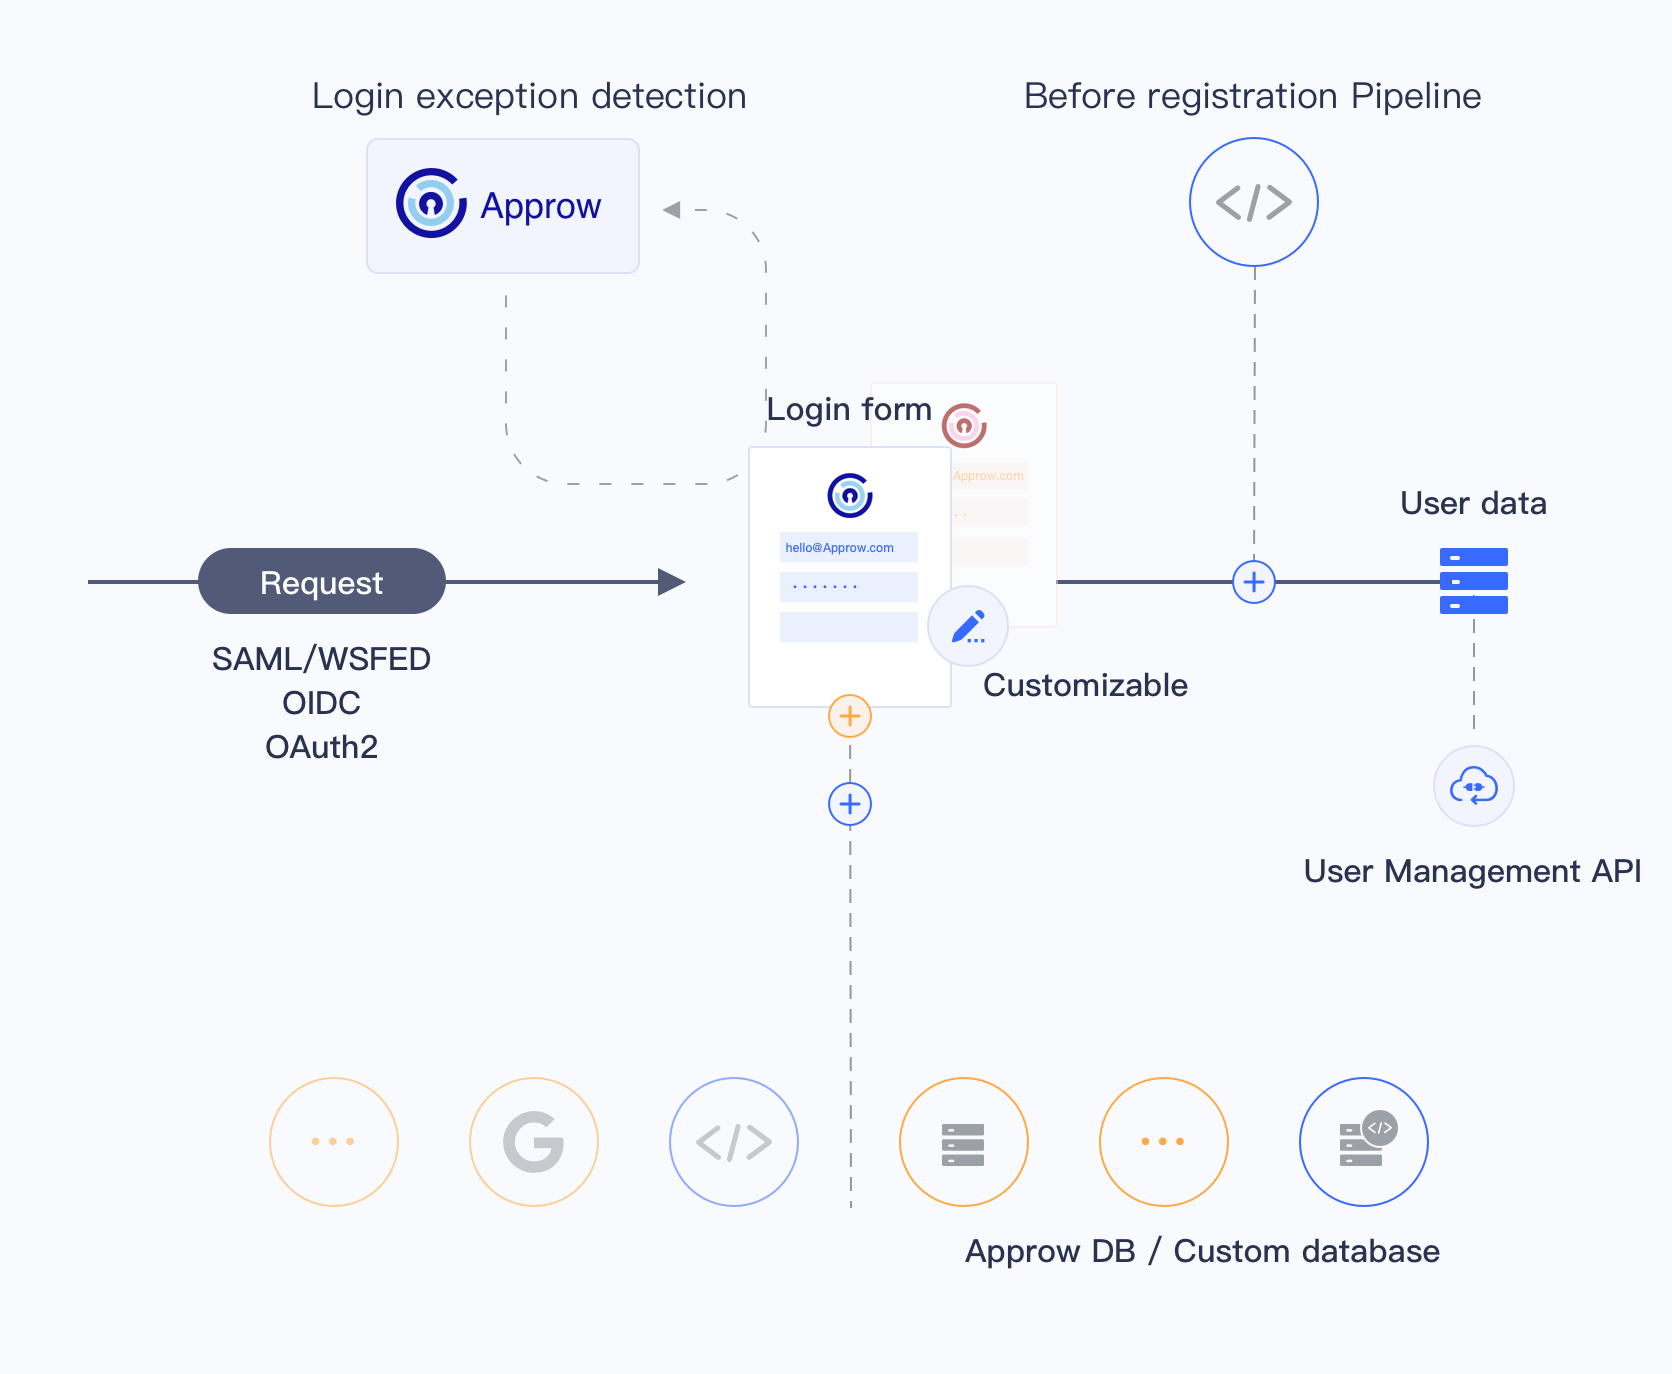 Login exception detection
Before registration Pipeline
Approw
Login form
Approw.com
hello@Approw.com
User data
Request
SAML/WSFED
OIDC
OAuth2
Customizable
User Management API
Approw DB / Custom database